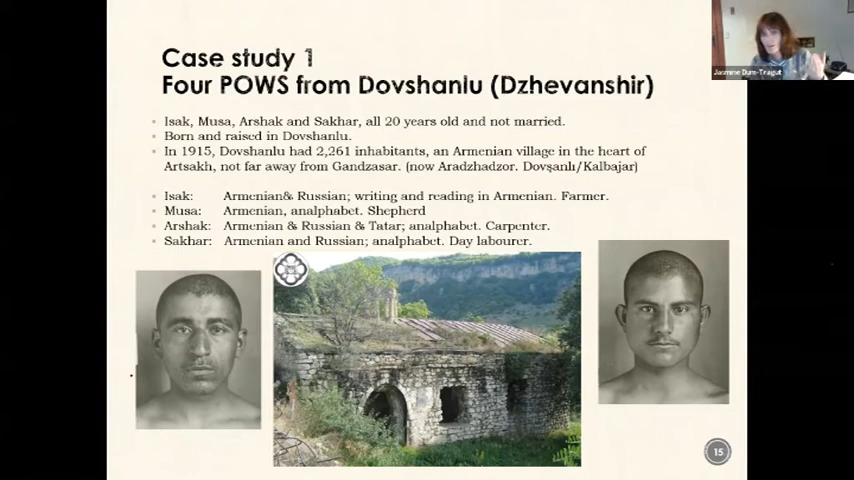 Case study 1
Four POWS from Dovshanlu (Dzhevanshir)
Isak, Musa, Arshak and Sakhar, all 20 years old and not married.
Born and raised in Dovshanlu.
In 1915, Dovshanlu had 2,261 inhabitants, an Armenian village in the heart of
Artsakh, not far away from Gandzasar. (now Aradzhadzor. Dovşanlı/Kalbajar)
Isak: Armenian& Russian; writing and reading in Armenian. Farmer.
Musa: Armenian, analphabet. Shepherd
Arshak: Armenian & Russian & Tatar; analphabet. Carpenter.
Sakhar: Armenian and Russian; analphabet. Day labourer.
15
Jasmine Dum-Tragut